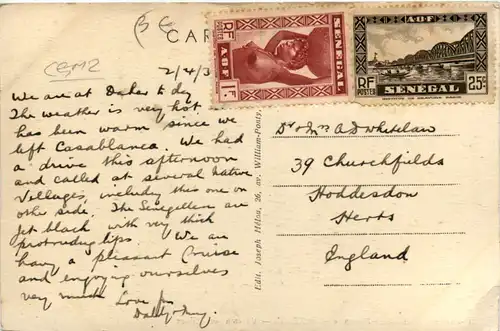 CAR
CGM2
2/4/3
We are at Dakar to day
The weather is very hot
has been warm since we
left Casablanca. We had
a drive this afternoon
and called at several native
Villages, including this one on
other side. The Senegallese are
jet black with very thick
protruding lips. We are
having a pleasant Cruise
and enjoying ourselves
very much Love from
RF
POSTES
AOF
SENEGAL
1F
AOF
RF
POSTES
25c
SENEGAL
Edit. Joseph Hélou, 26, av. William-Ponty
Dr & Mrs A D Whitelaw
39 Churchfields
Hoddesdon
Herts
England